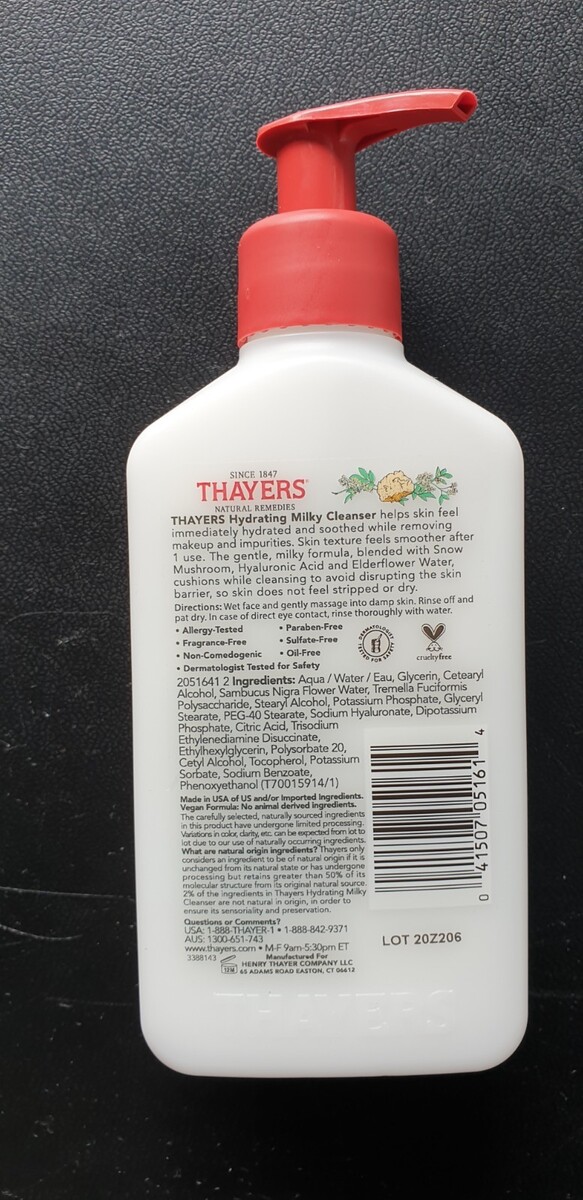 SINCE 1847
THAYERS®
NATURAL REMEDIES
THAYERS Hydrating Milky Cleanser helps skin feel
immediately hydrated and soothed while removing
makeup and impurities. Skin texture feels smoother after
1 use. The gentle, milky formula, blended with Snow
Mushroom, Hyaluronic Acid and Elderflower Water,
cushions while cleansing to avoid disrupting the skin
barrier, so skin does not feel stripped or dry.
Directions: Wet face and gently massage into damp skin. Rinse off and
pat dry. In case of direct eye contact, rinse thoroughly with water.
• Allergy-Tested • Paraben-Free
• Fragrance-Free • Sulfate-Free
• Non-Comedogenic • Oil-Free
• Dermatologist Tested for Safety
DERMATOLOGIST TESTED FOR SAFETY
crueltyfree
2051641 2 Ingredients: Aqua / Water / Eau, Glycerin, Cetearyl
Alcohol, Sambucus Nigra Flower Water, Tremella Fuciformis
Polysaccharide, Stearyl Alcohol, Potassium Phosphate, Glyceryl
Stearate, PEG-40 Stearate, Sodium Hyaluronate, Dipotassium
Phosphate, Citric Acid, Trisodium
Ethylenediamine Disuccinate,
Ethylhexylglycerin, Polysorbate 20,
Cetyl Alcohol, Tocopherol, Potassium
Sorbate, Sodium Benzoate,
Phenoxyethanol (T70015914/1)
Made in USA of US and/or Imported Ingredients.
Vegan Formula: No animal derived ingredients.
The carefully selected, naturally sourced ingredients
in this product have undergone limited processing.
Variations in color, clarity, etc. can be expected from lot to
lot due to our use of naturally occurring ingredients.
What are natural origin ingredients? Thayers only
considers an ingredient to be of natural origin if it is
unchanged from its natural state or has undergone
processing but retains greater than 50% of its
molecular structure from its original natural source.
2% of the ingredients in Thayers Hydrating Milky
Cleanser are not natural in origin, in order to
ensure its sensoriality and preservation.
Questions or Comments?
USA: 1-888-THAYER-1 • 1-888-842-9371
AUS: 1300-651-743
www.thayers.com • M-F 9am-5:30pm ET
3388143 Manufactured For
HENRY THAYER COMPANY LLC
65 ADAMS ROAD EASTON, CT 06612
18M
0 41507 05161 4
LOT 20Z206
THAYERS